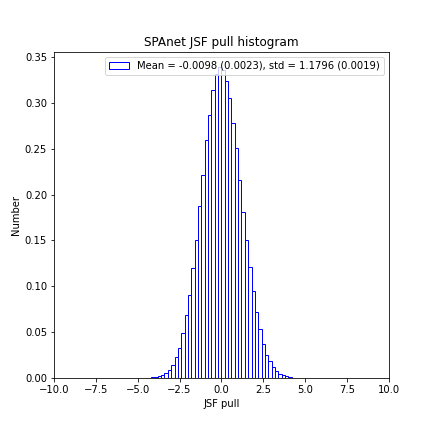 SPAnet JSF pull histogram
Mean = -0.0098 (0.0023), std = 1.1796 (0.0019)
0.35
0.30
0.25
0.20
0.15
0.10
0.05
0.00
Number
−10.0 −7.5 −5.0 −2.5 0.0 2.5 5.0 7.5 10.0
JSF pull